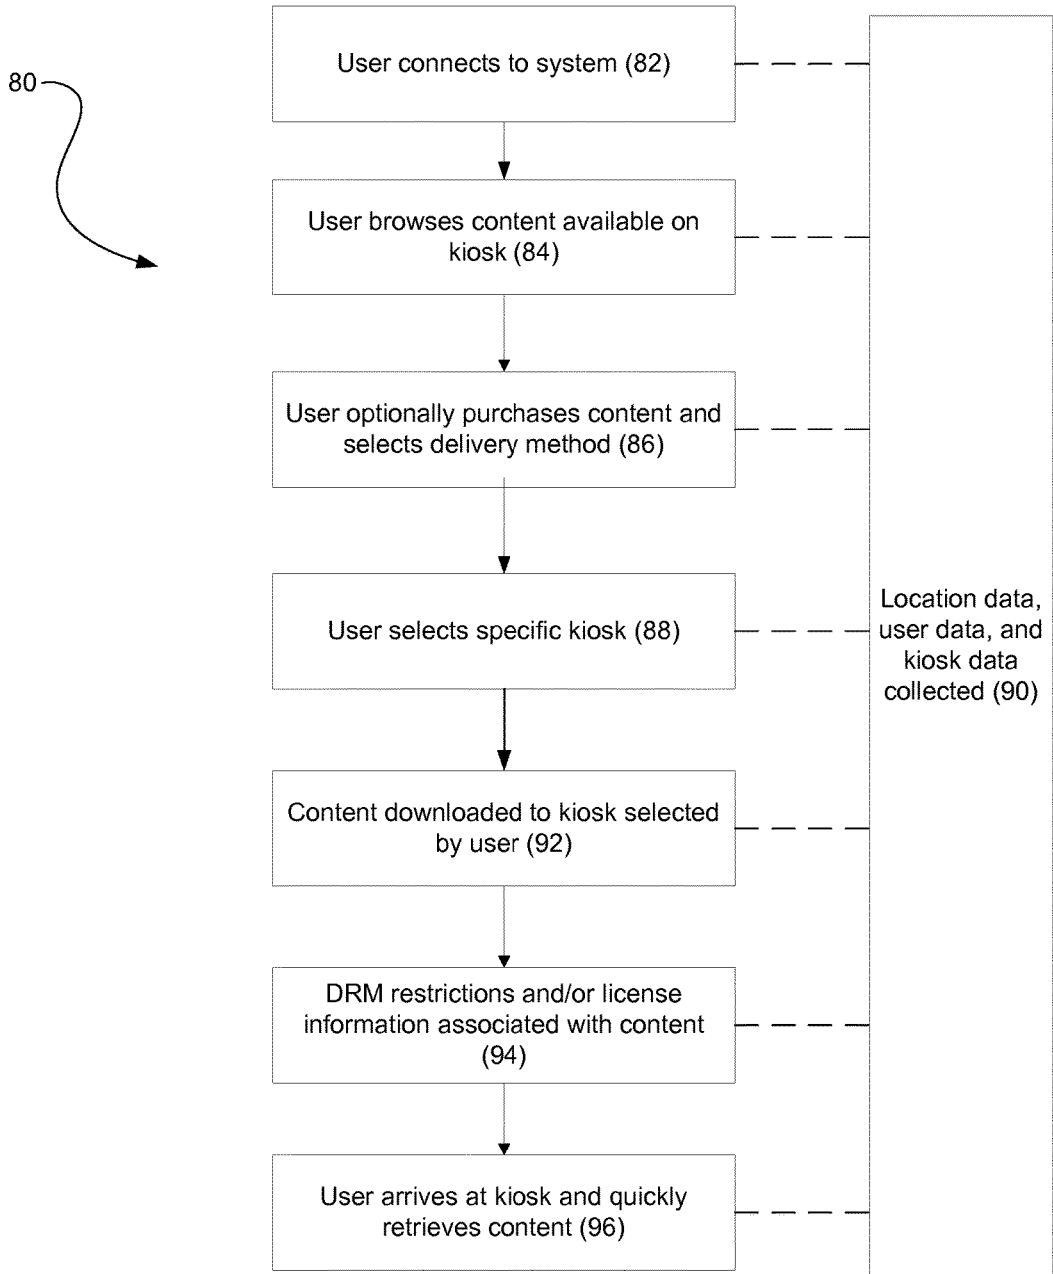 80
User connects to system (82)
User browses content available on
kiosk (84)
User optionally purchases content and
selects delivery method (86)
User selects specific kiosk (88)
Location data,
user data, and
kiosk data
collected (90)
Content downloaded to kiosk selected
by user (92)
DRM restrictions and/or license
information associated with content
(94)
User arrives at kiosk and quickly
retrieves content (96)